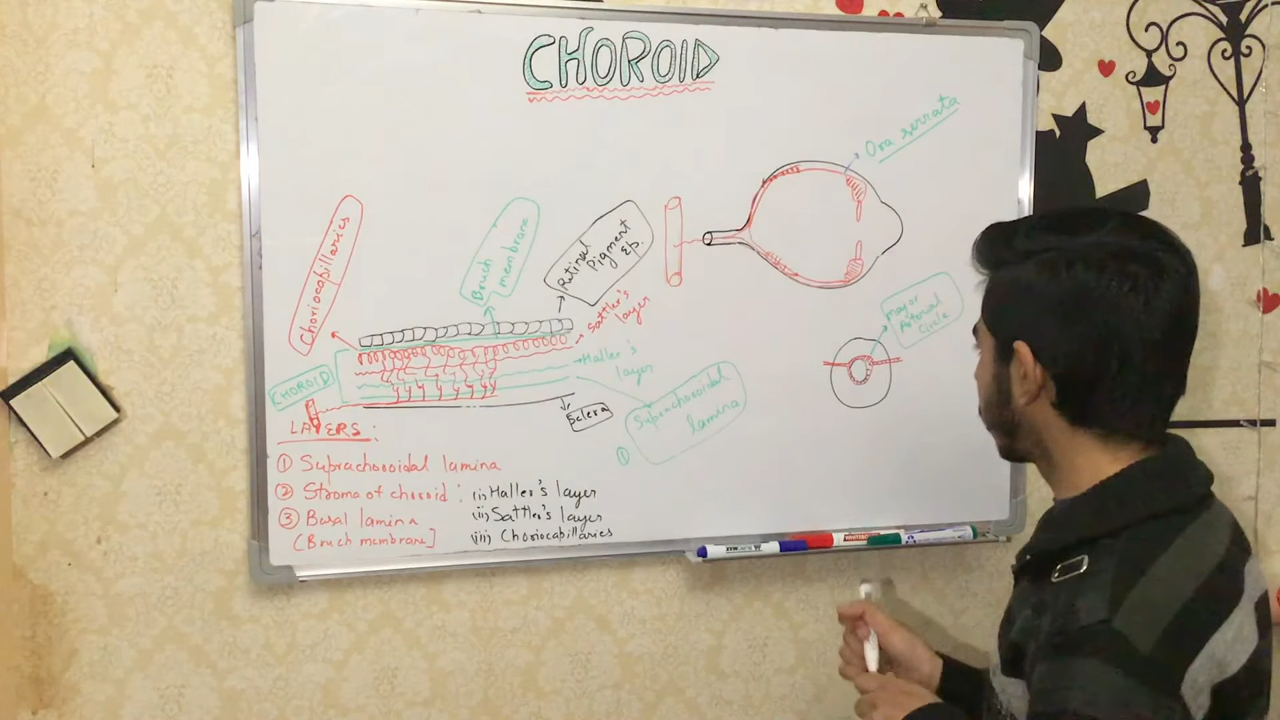 CHOROID
Ora serrata
Choriocapillaries
Bruch
membrane
Retinal
Pigment
Ep.
Sattler's
layer
Haller's
layer
CHOROID
Suprachoroidal
lamina
①
Sclera
Major
Arterial
Circle
LAYERS :
① Suprachoroidal lamina
② Stroma of choroid : (i) Haller's layer
(ii) Sattler's layer
③ Basal lamina
[Bruch membrane]
(iii) Choriocapillaries